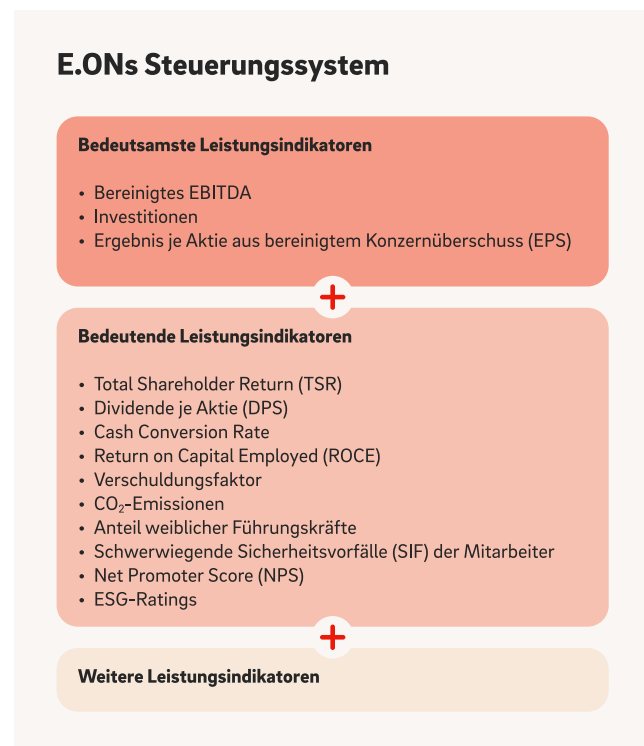 E.ONs Steuerungssystem
Bedeutsamste Leistungsindikatoren
• Bereinigtes EBITDA
• Investitionen
• Ergebnis je Aktie aus bereinigtem Konzernüberschuss (EPS)
+
Bedeutende Leistungsindikatoren
• Total Shareholder Return (TSR)
• Dividende je Aktie (DPS)
• Cash Conversion Rate
• Return on Capital Employed (ROCE)
• Verschuldungsfaktor
• CO₂-Emissionen
• Anteil weiblicher Führungskräfte
• Schwerwiegende Sicherheitsvorfälle (SIF) der Mitarbeiter
• Net Promoter Score (NPS)
• ESG-Ratings
+
Weitere Leistungsindikatoren